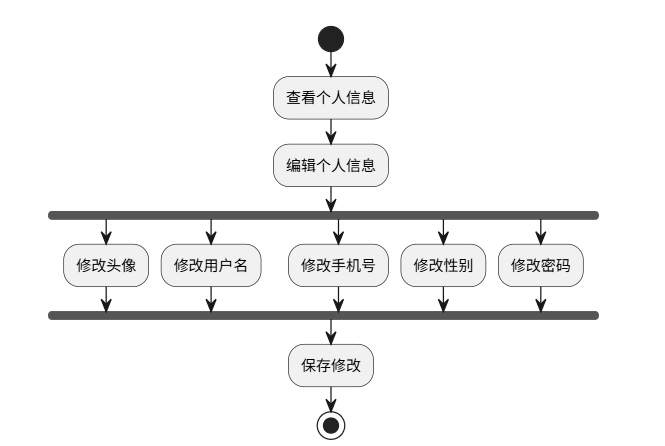 查看个人信息
编辑个人信息
修改头像
修改用户名
修改手机号
修改性别
修改密码
保存修改